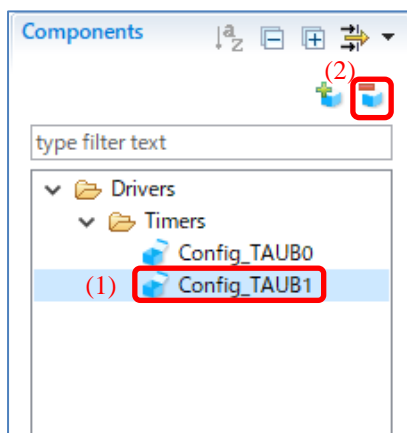 Components
(2)
type filter text
Drivers
Timers
Config_TAUB0
(1) Config_TAUB1